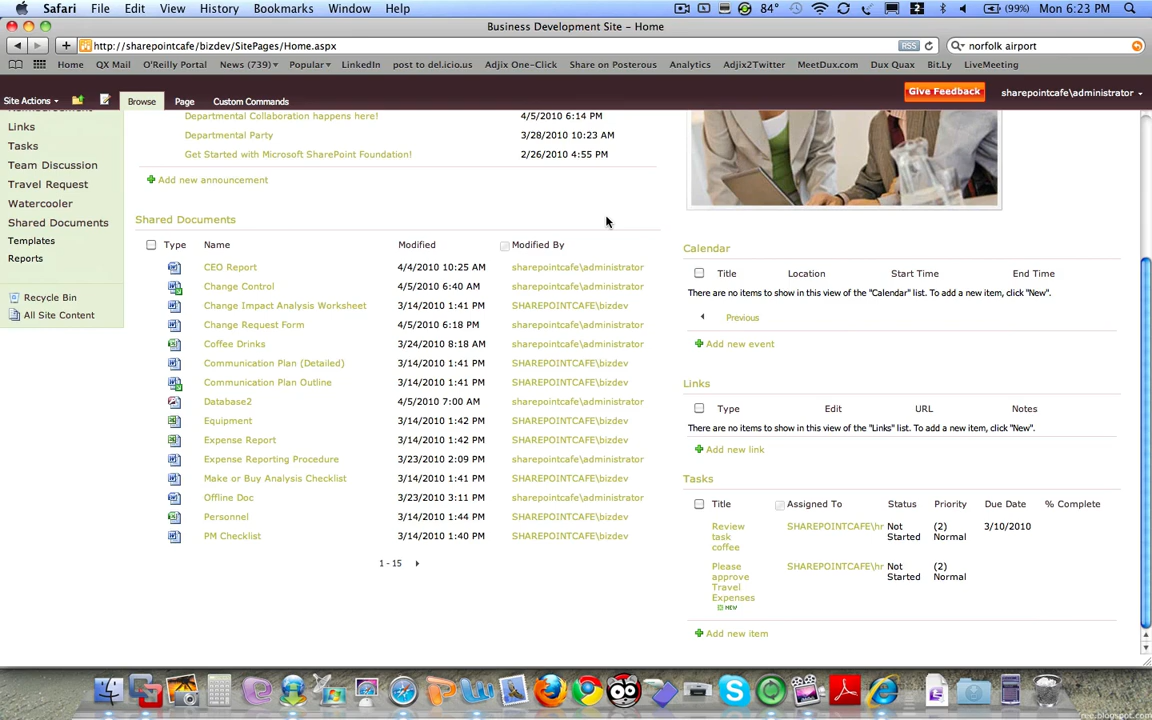 Safari File Edit View History Bookmarks Window Help 84° 2 (99%) Mon 6:23 PM
Business Development Site - Home
http://sharepointcafe/bizdev/SitePages/Home.aspx RSS norfolk airport
Home QX Mail O'Reilly Portal News (739) Popular LinkedIn post to del.icio.us Adjix One-Click Share on Posterous Analytics Adjix2Twitter MeetDux.com Dux Quax Bit.Ly LiveMeeting
Site Actions Browse Page Custom Commands Give Feedback sharepointcafe\administrator
Links
Tasks
Team Discussion
Travel Request
Watercooler
Shared Documents
Templates
Reports
Recycle Bin
All Site Content
Departmental Collaboration happens here! 4/5/2010 6:14 PM
Departmental Party 3/28/2010 10:23 AM
Get Started with Microsoft SharePoint Foundation! 2/26/2010 4:55 PM
Add new announcement
Shared Documents
Type Name Modified Modified By
CEO Report 4/4/2010 10:25 AM sharepointcafe\administrator
Change Control 4/5/2010 6:40 AM sharepointcafe\administrator
Change Impact Analysis Worksheet 3/14/2010 1:41 PM SHAREPOINTCAFE\bizdev
Change Request Form 4/5/2010 6:18 PM sharepointcafe\administrator
Coffee Drinks 3/24/2010 8:18 AM sharepointcafe\administrator
Communication Plan (Detailed) 3/14/2010 1:41 PM SHAREPOINTCAFE\bizdev
Communication Plan Outline 3/14/2010 1:41 PM SHAREPOINTCAFE\bizdev
Database2 4/5/2010 7:00 AM sharepointcafe\administrator
Equipment 3/14/2010 1:42 PM SHAREPOINTCAFE\bizdev
Expense Report 3/14/2010 1:42 PM SHAREPOINTCAFE\bizdev
Expense Reporting Procedure 3/23/2010 2:09 PM sharepointcafe\administrator
Make or Buy Analysis Checklist 3/14/2010 1:41 PM SHAREPOINTCAFE\bizdev
Offline Doc 3/23/2010 3:11 PM sharepointcafe\administrator
Personnel 3/14/2010 1:44 PM SHAREPOINTCAFE\bizdev
PM Checklist 3/14/2010 1:40 PM SHAREPOINTCAFE\bizdev
1 - 15
Calendar
Title Location Start Time End Time
There are no items to show in this view of the "Calendar" list. To add a new item, click "New".
Previous
Add new event
Links
Type Edit URL Notes
There are no items to show in this view of the "Links" list. To add a new item, click "New".
Add new link
Tasks
Title Assigned To Status Priority Due Date % Complete
Review SHAREPOINTCAFE\hr Not (2) 3/10/2010
task Started Normal
coffee
Please SHAREPOINTCAFE\hr Not (2)
approve Started Normal
Travel
Expenses
NEW
Add new item